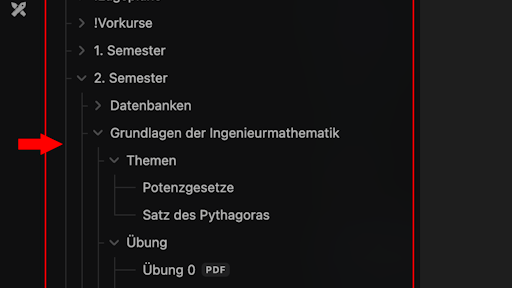 !Vorkurse
1. Semester
2. Semester
Datenbanken
Grundlagen der Ingenieurmathematik
Themen
Potenzgesetze
Satz des Pythagoras
Übung
Übung 0 PDF